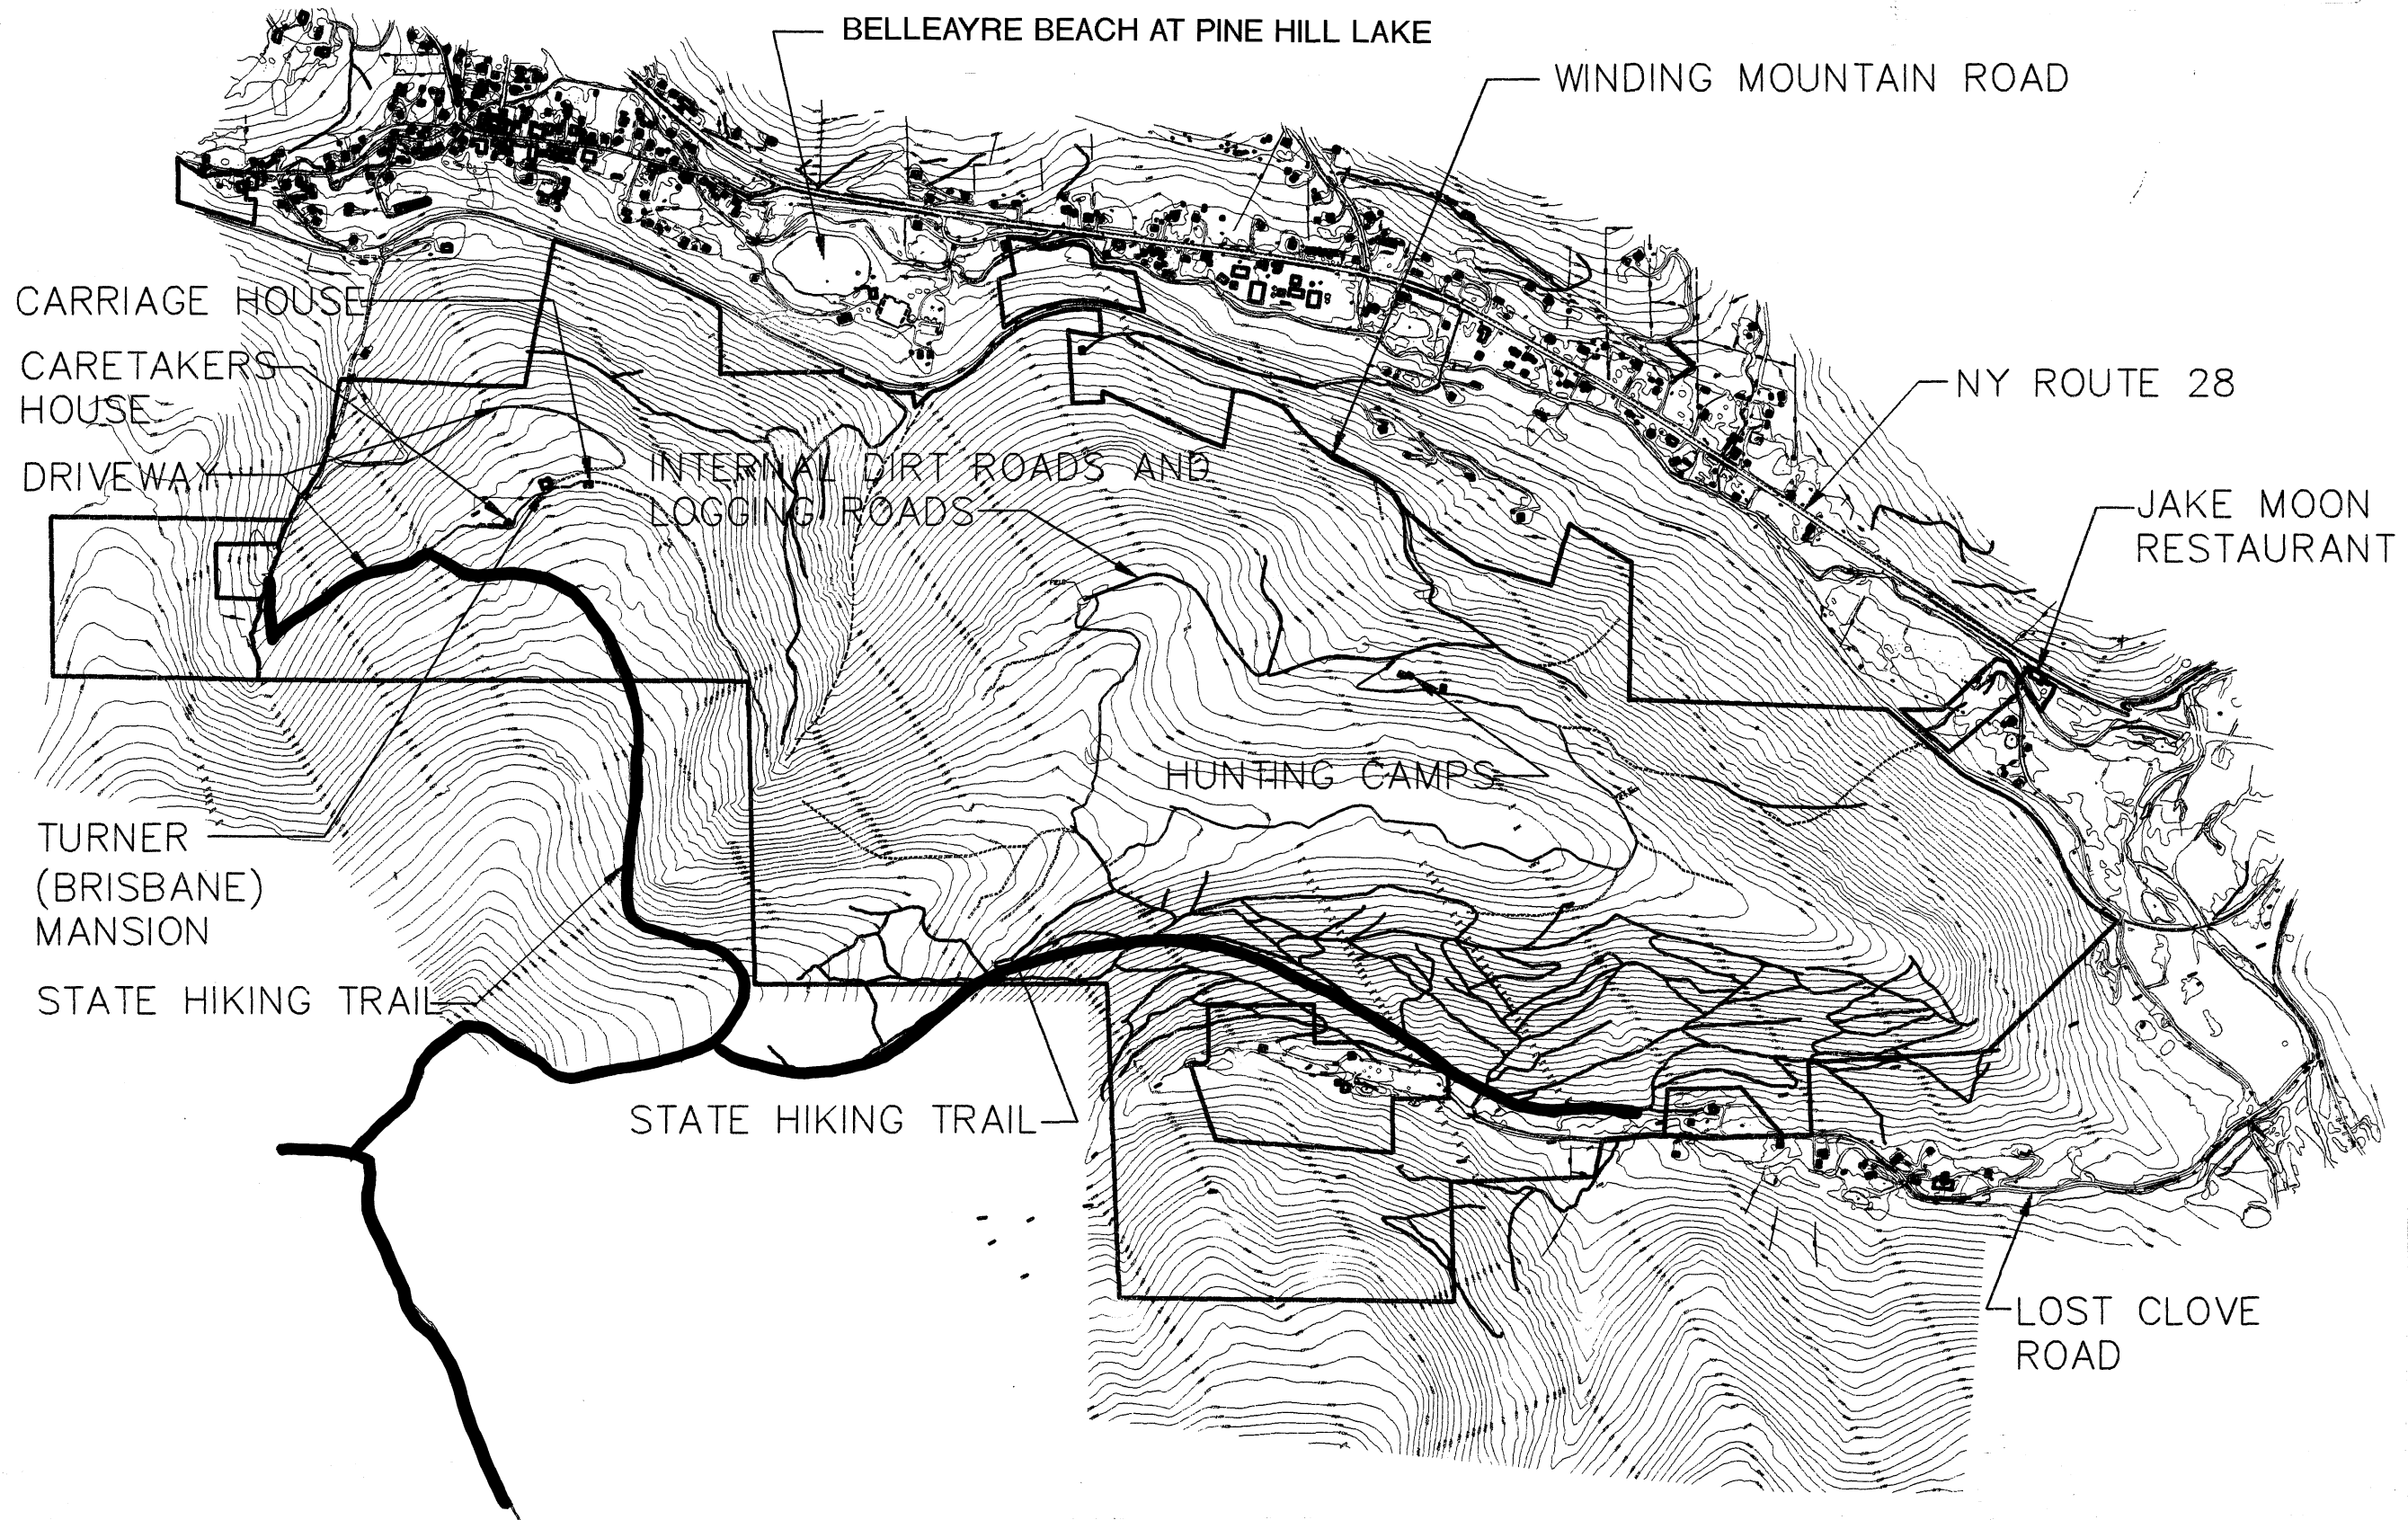 BELLEAYRE BEACH AT PINE HILL LAKE
WINDING MOUNTAIN ROAD
CARRIAGE HOUSE
CARETAKERS
HOUSE
NY ROUTE 28
DRIVEWAY
INTERNAL DIRT ROADS AND
LOGGING ROADS
JAKE MOON
RESTAURANT
HUNTING CAMPS
TURNER
(BRISBANE)
MANSION
STATE HIKING TRAIL
STATE HIKING TRAIL
LOST CLOVE
ROAD